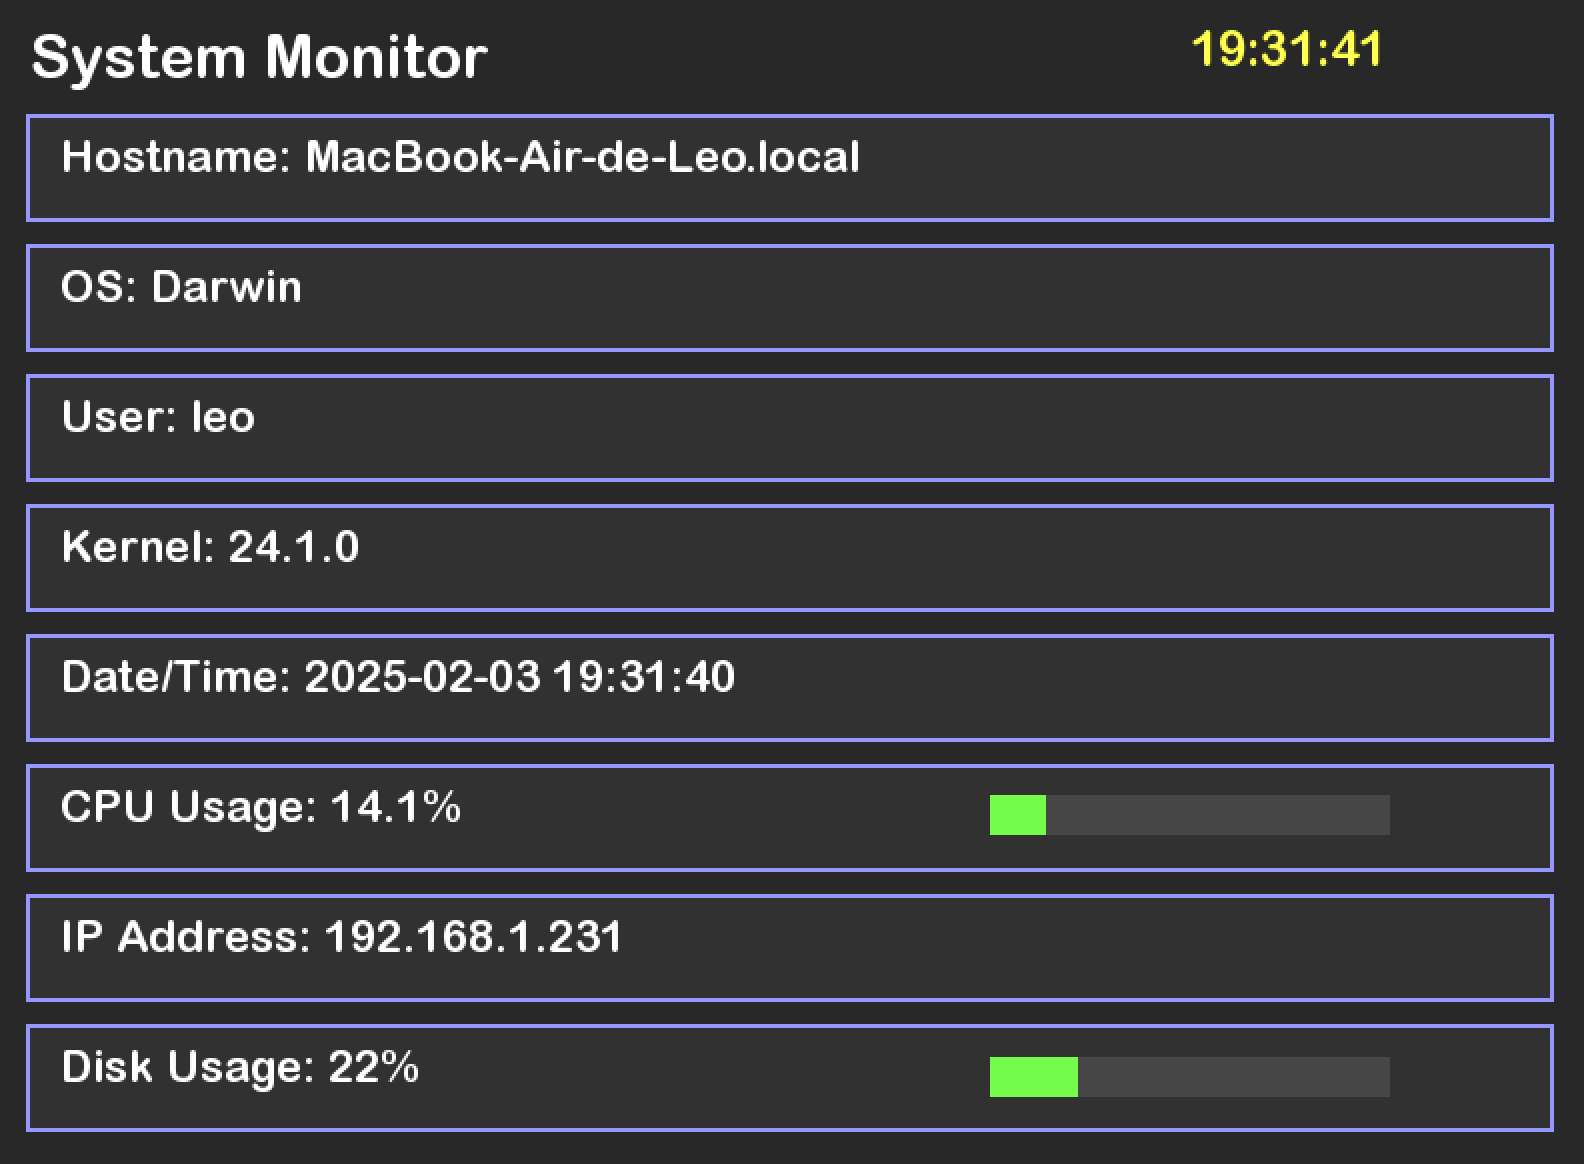 System Monitor
19:31:41
Hostname: MacBook-Air-de-Leo.local
OS: Darwin
User: leo
Kernel: 24.1.0
Date/Time: 2025-02-03 19:31:40
CPU Usage: 14.1%
IP Address: 192.168.1.231
Disk Usage: 22%